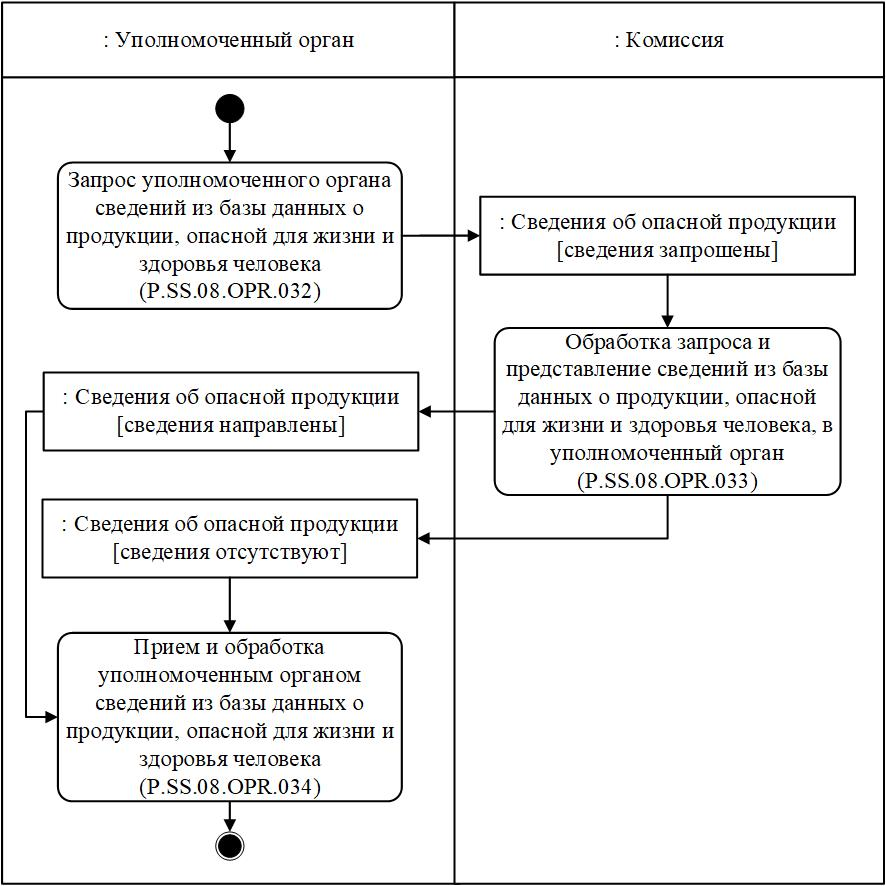 : Уполномоченный орган
: Комиссия
Запрос уполномоченного органа
сведений из базы данных о
продукции, опасной для жизни и
здоровья человека
(P.SS.08.OPR.032)
: Сведения об опасной продукции
[сведения запрошены]
Обработка запроса и
представление сведений из базы
данных о продукции, опасной
для жизни и здоровья человека, в
уполномоченный орган
(P.SS.08.OPR.033)
: Сведения об опасной продукции
[сведения направлены]
: Сведения об опасной продукции
[сведения отсутствуют]
Прием и обработка
уполномоченным органом
сведений из базы данных о
продукции, опасной для жизни и
здоровья человека
(P.SS.08.OPR.034)